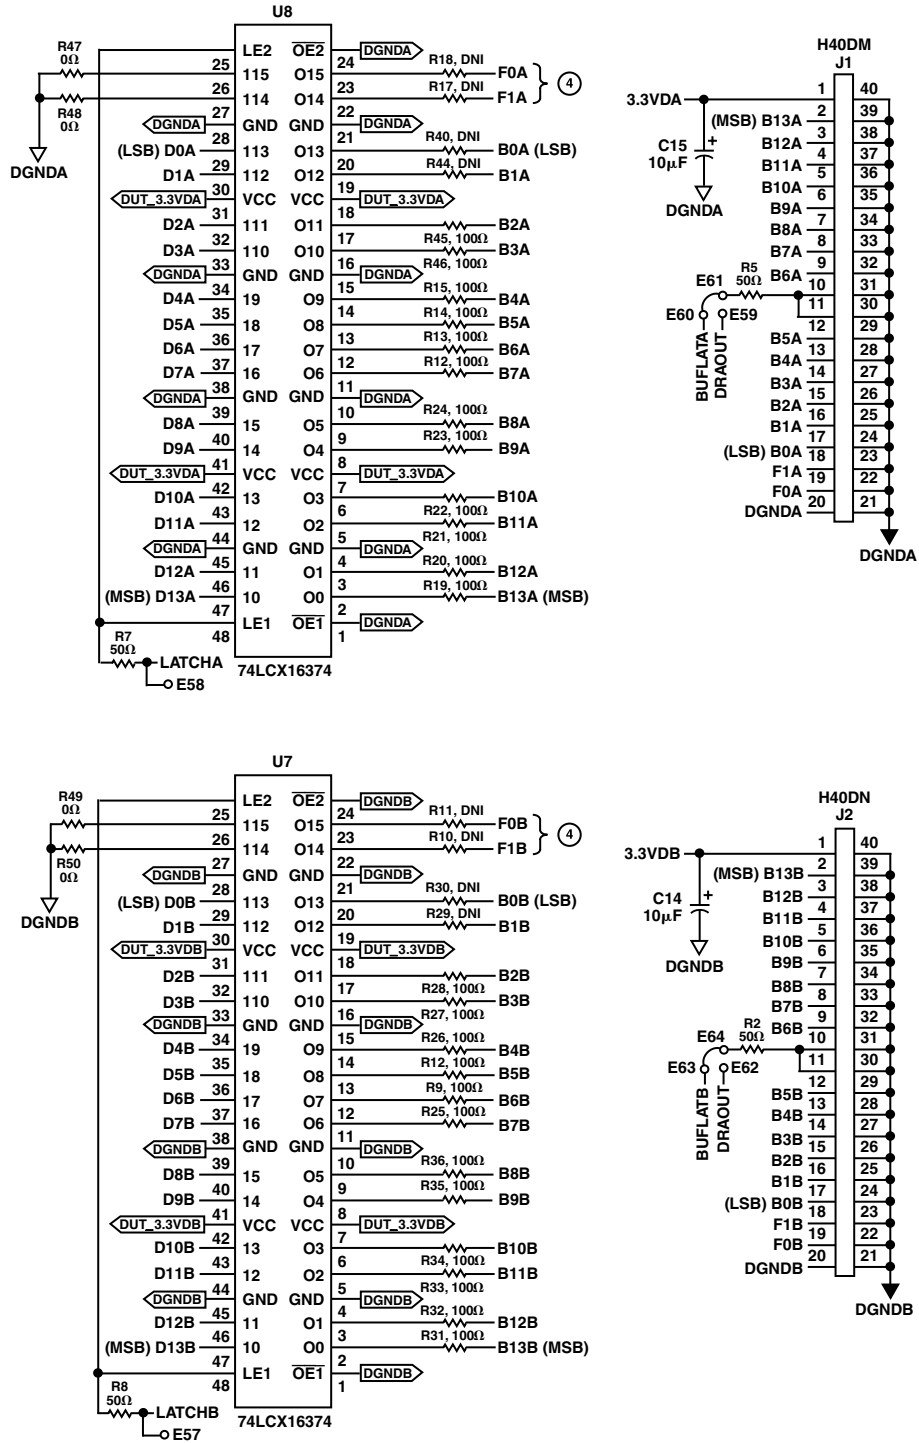 U8
LE2 OE2 DGNDA
R47
0Ω
25 115 O15 24 R18, DNI F0A
26 114 O14 23 R17, DNI F1A
4
R48
0Ω
DGNDA
DGNDA 27 GND GND 22 DGNDA
(LSB) D0A 28 113 O13 21 R40, DNI B0A (LSB)
D1A 29 112 O12 20 R44, DNI B1A
DUT_3.3VDA 30 VCC VCC 19 DUT_3.3VDA
D2A 31 111 O11 18 B2A
R45, 100Ω
D3A 32 110 O10 17 B3A
R46, 100Ω
DGNDA 33 GND GND 16 DGNDA
D4A 34 19 O9 15 R15, 100Ω B4A
D5A 35 18 O8 14 R14, 100Ω B5A
D6A 36 17 O7 13 R13, 100Ω B6A
D7A 37 16 O6 12 R12, 100Ω B7A
DGNDA 38 GND GND 11 DGNDA
D8A 39 15 O5 10 R24, 100Ω B8A
D9A 40 14 O4 9 R23, 100Ω B9A
DUT_3.3VDA 41 VCC VCC 8 DUT_3.3VDA
D10A 42 13 O3 7 B10A
R22, 100Ω
D11A 43 12 O2 6 B11A
R21, 100Ω
DGNDA 44 GND GND 5 DGNDA
D12A 45 11 O1 4 R20, 100Ω B12A
(MSB) D13A 46 10 O0 3 R19, 100Ω B13A (MSB)
47 LE1 OE1 2 DGNDA
48 1
R7
50Ω
LATCHA
E58
74LCX16374
H40DM
J1
3.3VDA 1 40
(MSB) B13A 2 39
B12A 3 38
B11A 4 37
B10A 5 36
B9A 6 35
B8A 7 34
B7A 8 33
B6A 9 32
10 31
11 30
B5A 12 29
B4A 13 28
B3A 14 27
B2A 15 26
B1A 16 25
(LSB) B0A 17 24
F1A 18 23
F0A 19 22
DGNDA 20 21
DGNDA
C15
10μF
+
DGNDA
R5
50Ω
E61
E60
E59
BUFLATA
DRAOUT
U7
LE2 OE2 DGNDB
R49
0Ω
25 115 O15 24 R11, DNI F0B
26 114 O14 23 R10, DNI F1B
4
R50
0Ω
DGNDB
DGNDB 27 GND GND 22 DGNDB
(LSB) D0B 28 113 O13 21 R30, DNI B0B (LSB)
D1B 29 112 O12 20 R29, DNI B1B
DUT_3.3VDB 30 VCC VCC 19 DUT_3.3VDB
D2B 31 111 O11 18 B2B
R28, 100Ω
D3B 32 110 O10 17 B3B
R27, 100Ω
DGNDB 33 GND GND 16 DGNDB
D4B 34 19 O9 15 R26, 100Ω B4B
D5B 35 18 O8 14 R12, 100Ω B5B
D6B 36 17 O7 13 R9, 100Ω B6B
D7B 37 16 O6 12 R25, 100Ω B7B
DGNDB 38 GND GND 11 DGNDB
D8B 39 15 O5 10 R36, 100Ω B8B
D9B 40 14 O4 9 R35, 100Ω B9B
DUT_3.3VDB 41 VCC VCC 8 DUT_3.3VDB
D10B 42 13 O3 7 B10B
R34, 100Ω
D11B 43 12 O2 6 B11B
R33, 100Ω
DGNDB 44 GND GND 5 DGNDB
D12B 45 11 O1 4 R32, 100Ω B12B
(MSB) D13B 46 10 O0 3 R31, 100Ω B13B (MSB)
47 LE1 OE1 2 DGNDB
48 1
R8
50Ω
LATCHB
E57
74LCX16374
H40DN
J2
3.3VDB 1 40
(MSB) B13B 2 39
B12B 3 38
B11B 4 37
B10B 5 36
B9B 6 35
B8B 7 34
B7B 8 33
B6B 9 32
10 31
11 30
B5B 12 29
B4B 13 28
B3B 14 27
B2B 15 26
B1B 16 25
(LSB) B0B 17 24
F1B 18 23
F0B 19 22
DGNDB 20 21
DGNDB
C14
10μF
+
DGNDB
R2
50Ω
E64
E63
E62
BUFLATB
DRAOUT